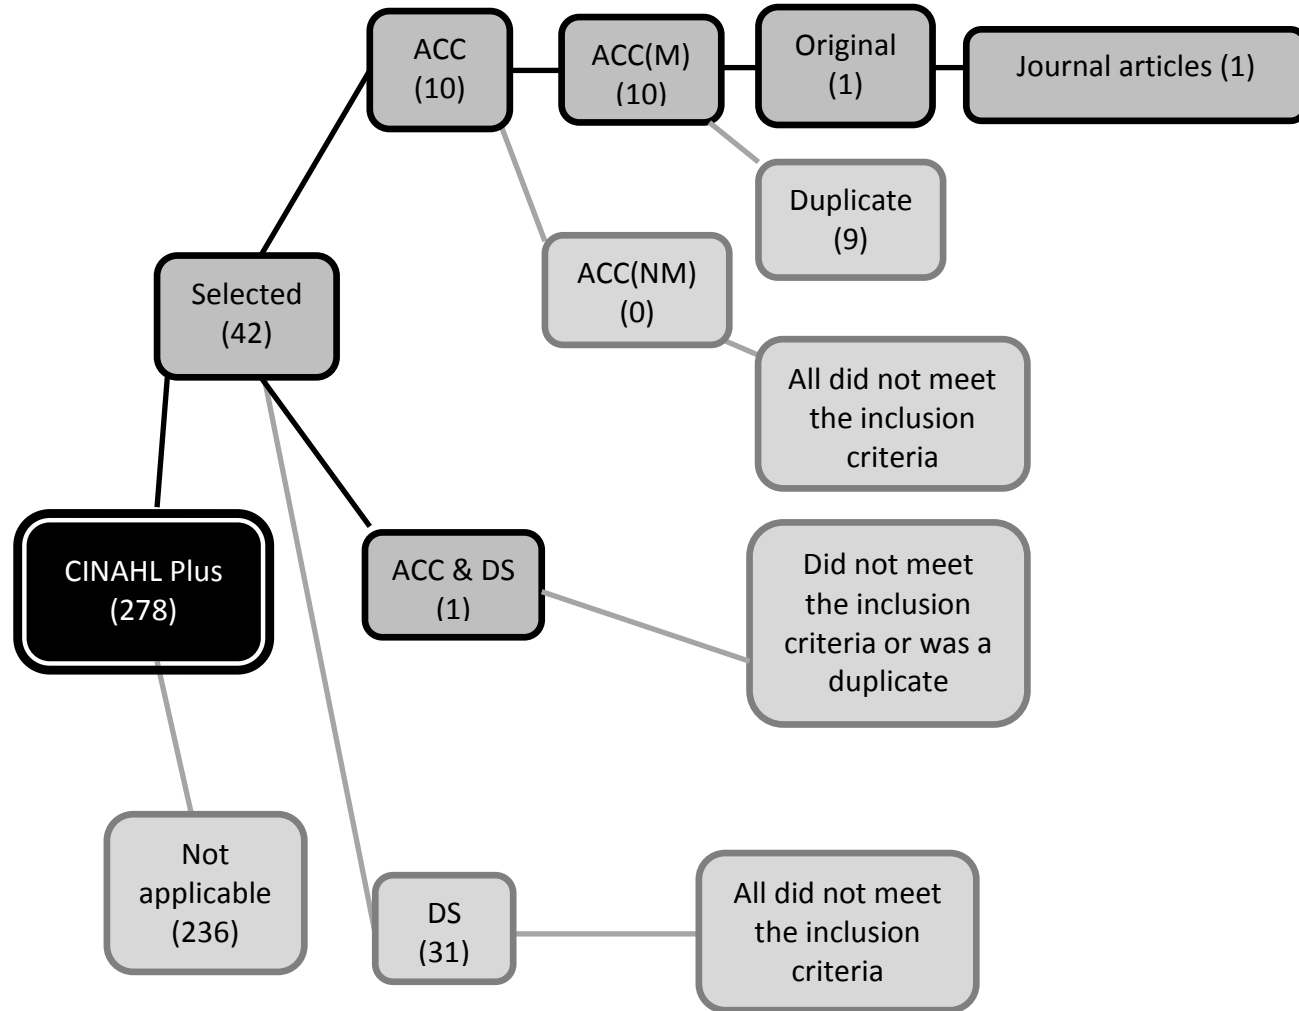 ACC
(10)
ACC(M)
(10)
Original
(1)
Journal articles (1)
Duplicate
(9)
ACC(NM)
(0)
Selected
(42)
All did not meet
the inclusion
criteria
CINAHL Plus
(278)
ACC & DS
(1)
Did not meet
the inclusion
criteria or was a
duplicate
Not
applicable
(236)
DS
(31)
All did not meet
the inclusion
criteria